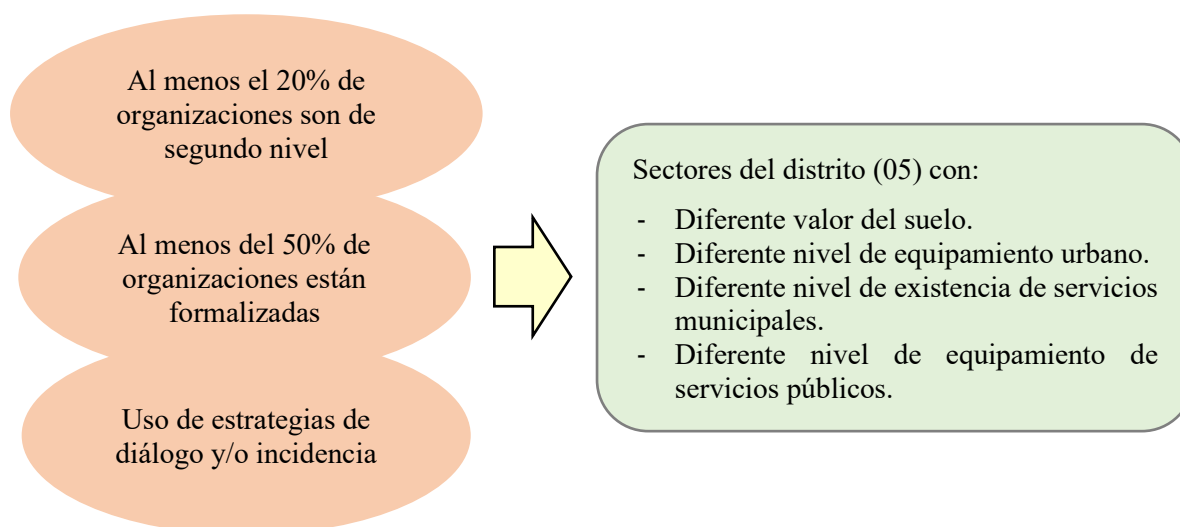 Al menos el 20% de
organizaciones son de
segundo nivel
Al menos del 50% de
organizaciones están
formalizadas
Uso de estrategias de
diálogo y/o incidencia
Sectores del distrito (05) con:
- Diferente valor del suelo.
- Diferente nivel de equipamiento urbano.
- Diferente nivel de existencia de servicios
municipales.
- Diferente nivel de equipamiento de
servicios públicos.